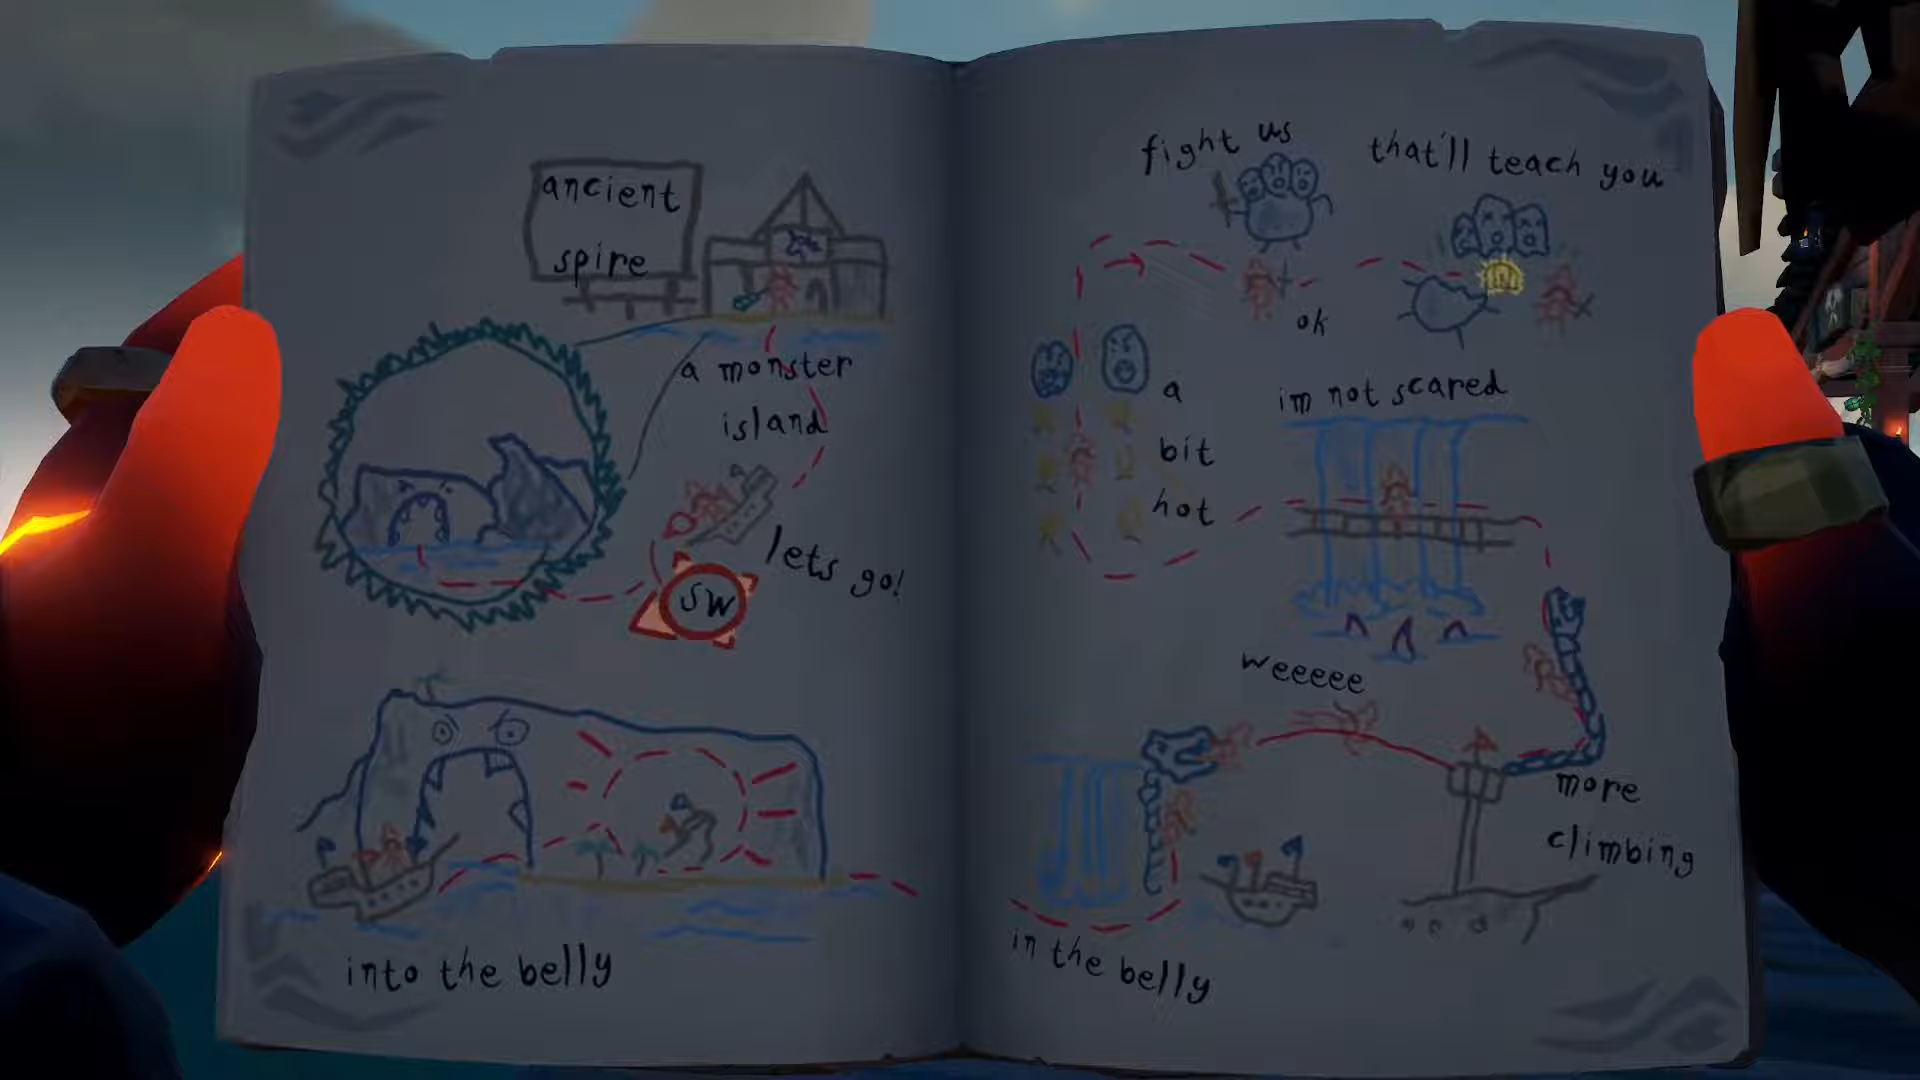 ancient
spire
a monster
island
lets go!
SW
into the belly
fight us
that'll teach you
ok
a
bit
hot
im not scared
weeeee
more
climbing
in the belly